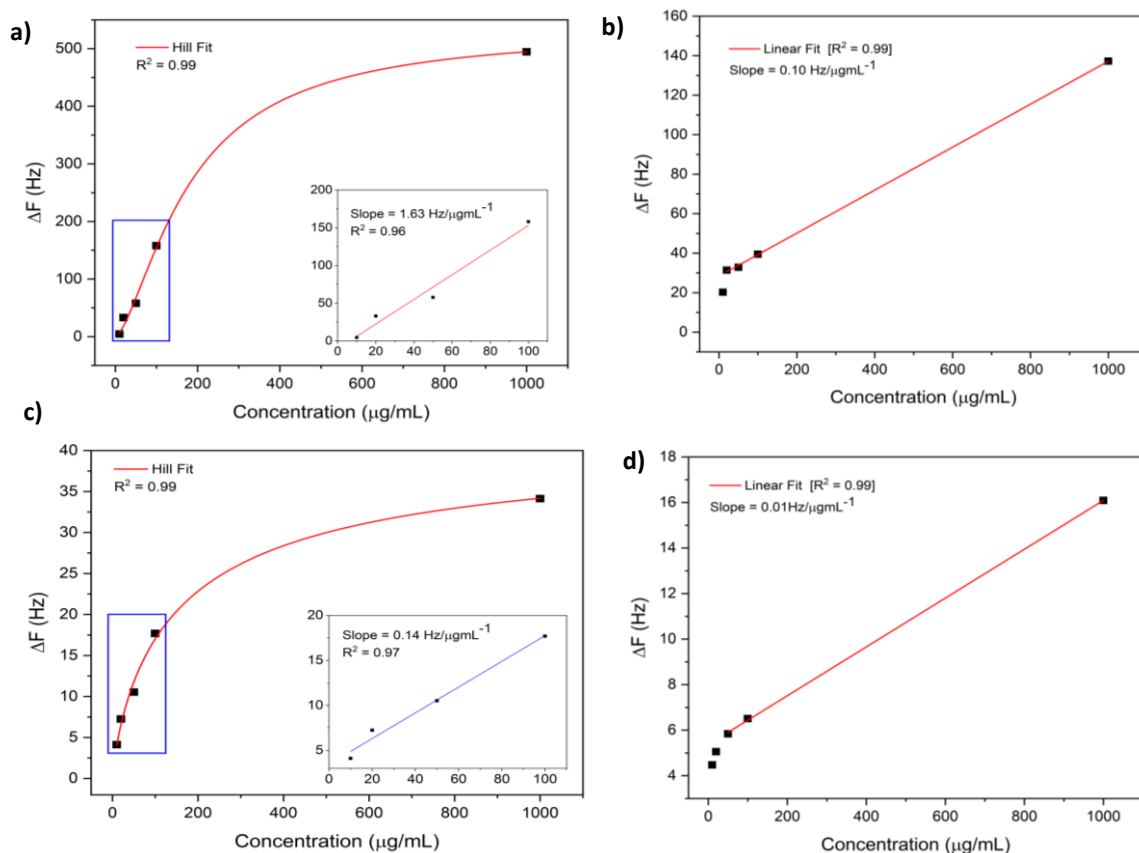 a)
Hill Fit
R² = 0.99
500
400
300
200
100
0
ΔF (Hz)
0 200 400 600 800 1000
Concentration (µg/mL)
Slope = 1.63 Hz/µgmL⁻¹
R² = 0.96
200
150
100
50
0
0 20 40 60 80 100
b)
Linear Fit [R² = 0.99]
Slope = 0.10 Hz/µgmL⁻¹
160
140
120
100
80
60
40
20
0
ΔF (Hz)
0 200 400 600 800 1000
Concentration (µg/mL)
c)
Hill Fit
R² = 0.99
40
35
30
25
20
15
10
5
0
ΔF (Hz)
0 200 400 600 800 1000
Concentration (µg/mL)
Slope = 0.14 Hz/µgmL⁻¹
R² = 0.97
20
15
10
5
20 40 60 80 100
d)
Linear Fit [R² = 0.99]
Slope = 0.01Hz/µgmL⁻¹
18
16
14
12
10
8
6
4
ΔF (Hz)
0 200 400 600 800 1000
Concentration (µg/mL)